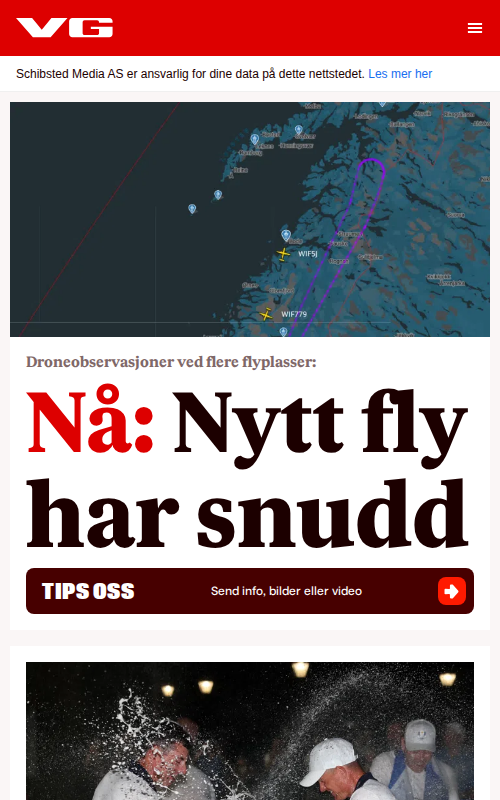 VG
Schibsted Media AS er ansvarlig for dine data på dette nettstedet. Les mer her
WIF5J
WIF779
Droneobservasjoner ved flere flyplasser:
Nå: Nytt fly
har snudd
TIPS OSS
Send info, bilder eller video